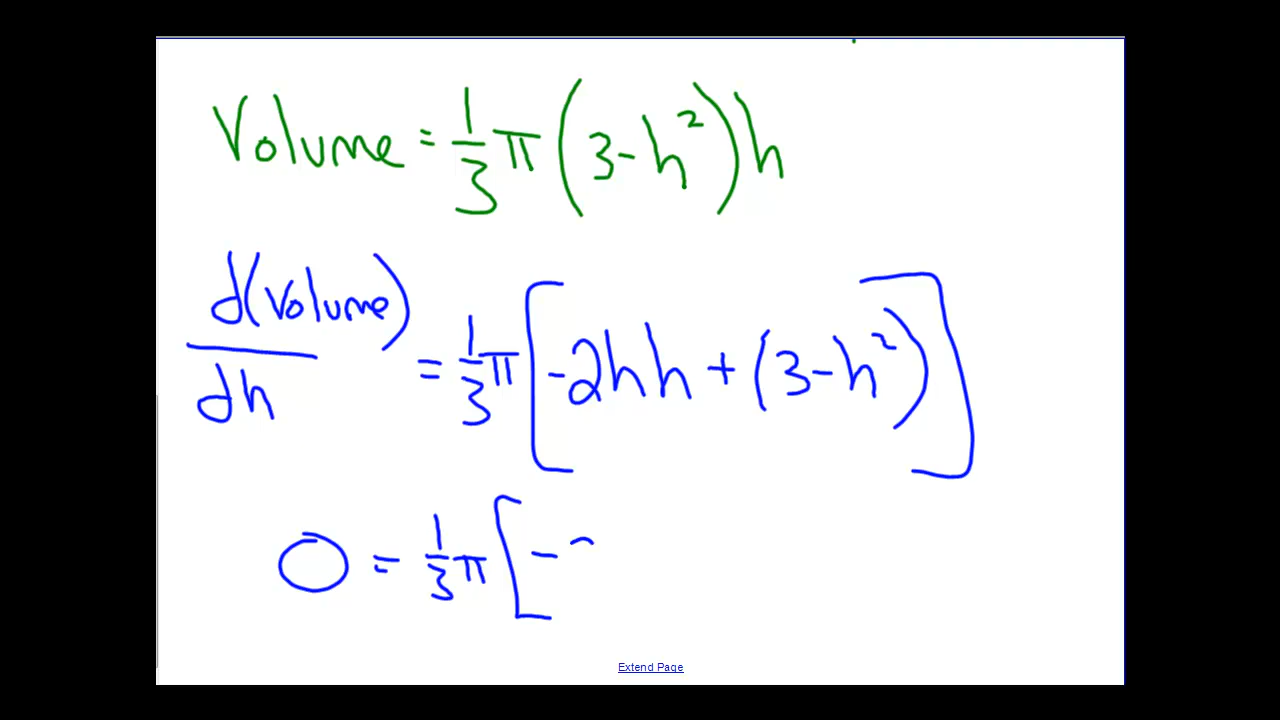 Volume = 1/3 π (3-h²)h
d(Volume)/dh = 1/3 π [-2hh + (3-h²)]
0 = 1/3 π [-
Extend Page